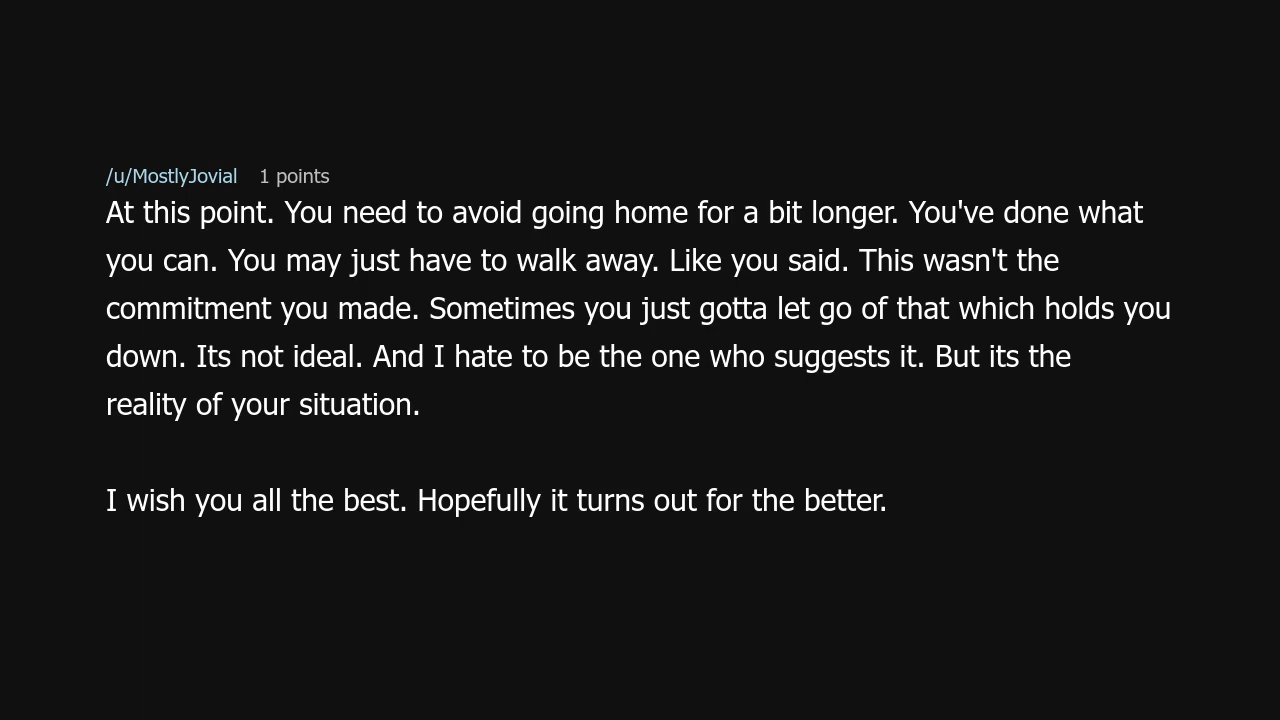 /u/MostlyJovial 1 points
At this point. You need to avoid going home for a bit longer. You've done what
you can. You may just have to walk away. Like you said. This wasn't the
commitment you made. Sometimes you just gotta let go of that which holds you
down. Its not ideal. And I hate to be the one who suggests it. But its the
reality of your situation.
I wish you all the best. Hopefully it turns out for the better.